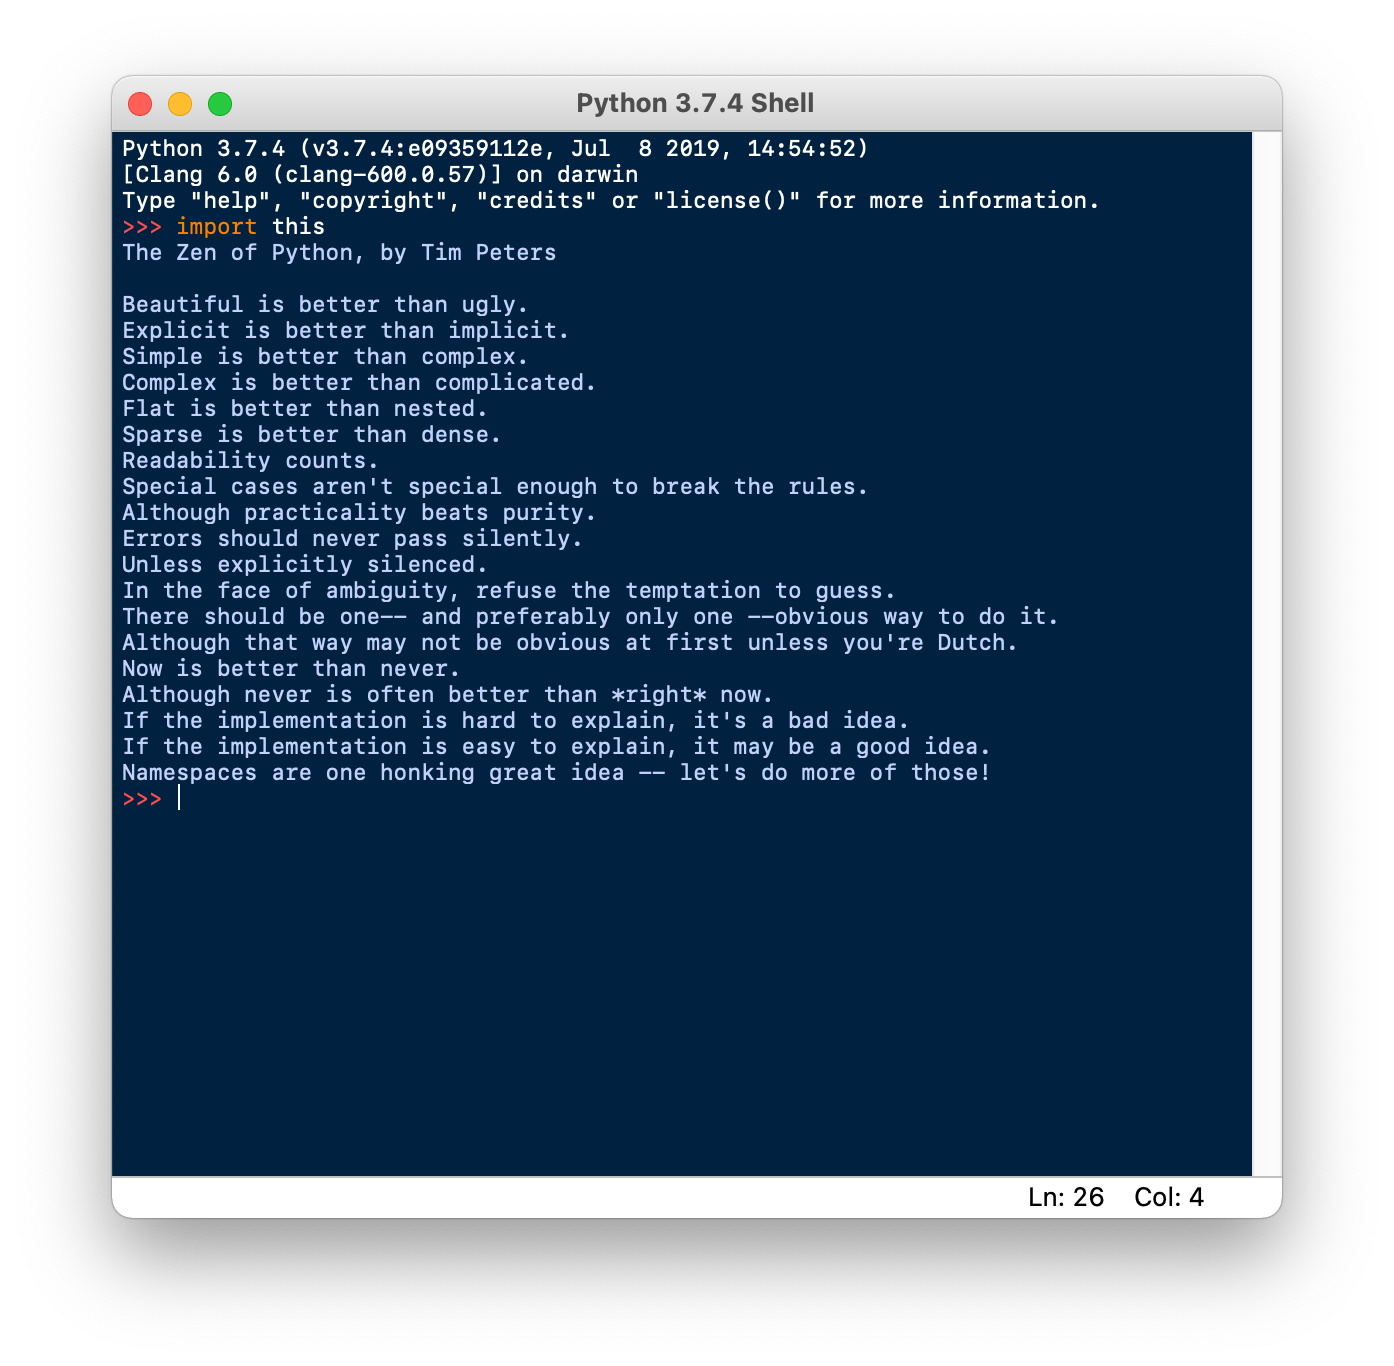 Python 3.7.4 Shell
Python 3.7.4 (v3.7.4:e09359112e, Jul  8 2019, 14:54:52)
[Clang 6.0 (clang-600.0.57)] on darwin
Type "help", "copyright", "credits" or "license()" for more information.
>>> import this
The Zen of Python, by Tim Peters

Beautiful is better than ugly.
Explicit is better than implicit.
Simple is better than complex.
Complex is better than complicated.
Flat is better than nested.
Sparse is better than dense.
Readability counts.
Special cases aren't special enough to break the rules.
Although practicality beats purity.
Errors should never pass silently.
Unless explicitly silenced.
In the face of ambiguity, refuse the temptation to guess.
There should be one-- and preferably only one --obvious way to do it.
Although that way may not be obvious at first unless you're Dutch.
Now is better than never.
Although never is often better than *right* now.
If the implementation is hard to explain, it's a bad idea.
If the implementation is easy to explain, it may be a good idea.
Namespaces are one honking great idea -- let's do more of those!
>>>
Ln: 26 Col: 4